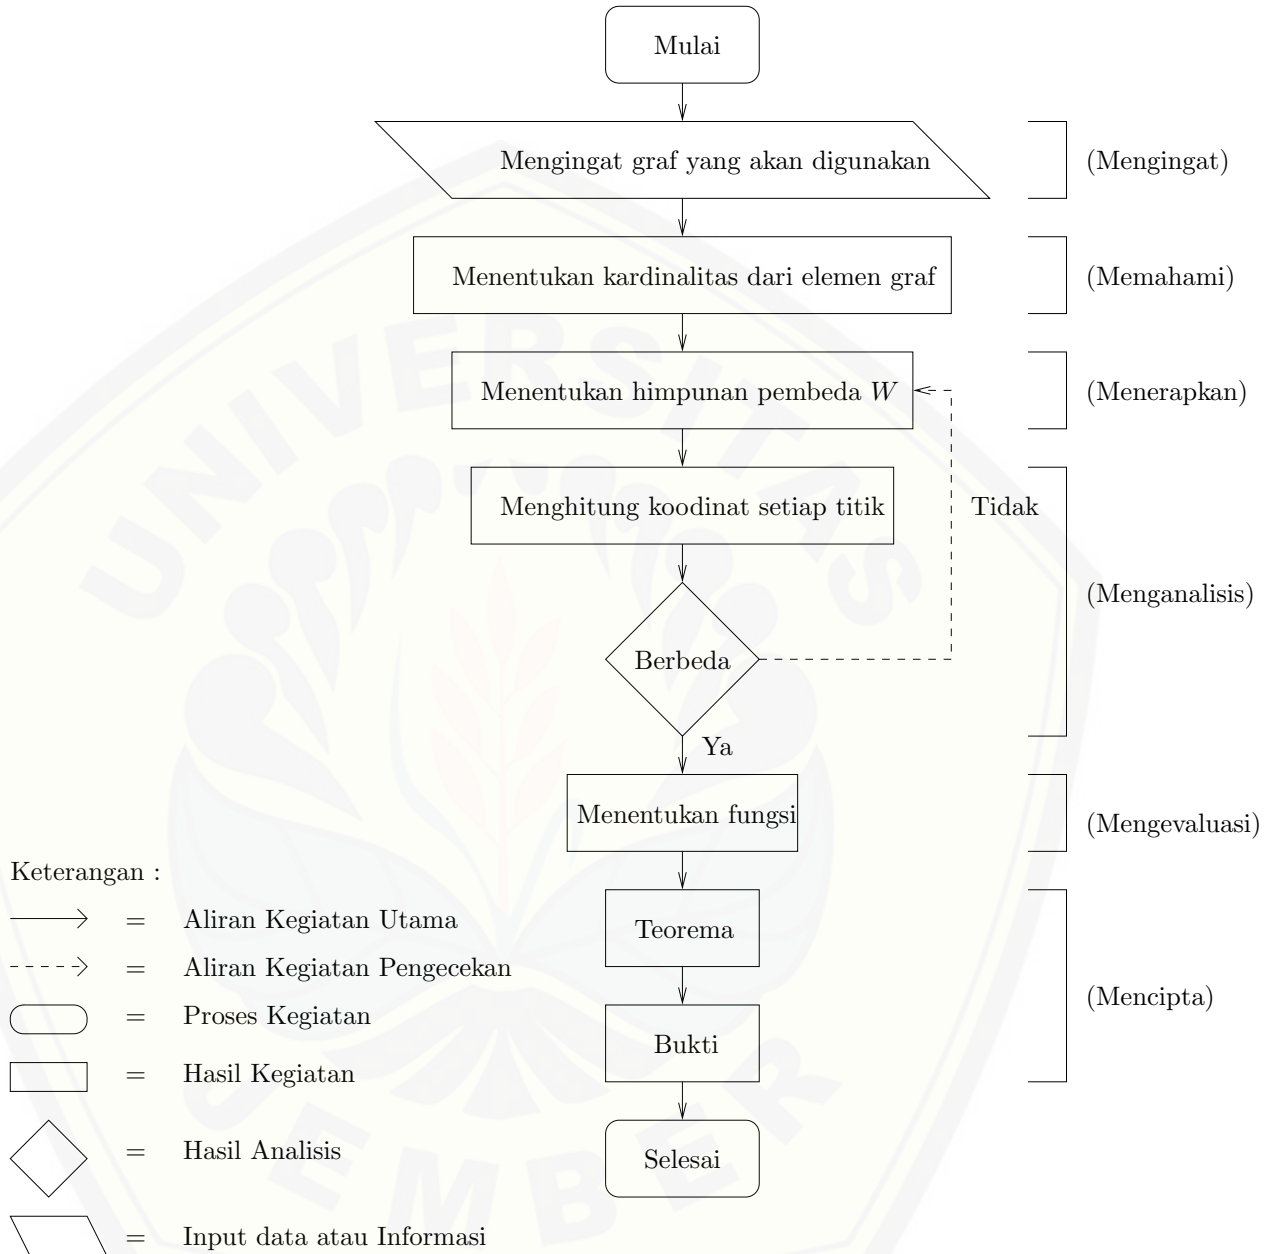 Mulai
Mengingat graf yang akan digunakan
(Mengingat)
Menentukan kardinalitas dari elemen graf
(Memahami)
Menentukan himpunan pembeda W
(Menerapkan)
Menghitung koodinat setiap titik
Tidak
(Menganalisis)
Berbeda
Ya
Menentukan fungsi
(Mengevaluasi)
Teorema
(Mencipta)
Bukti
Selesai
Keterangan :
= Aliran Kegiatan Utama
= Aliran Kegiatan Pengecekan
= Proses Kegiatan
= Hasil Kegiatan
= Hasil Analisis
= Input data atau Informasi
UNIVERSITAS
JEMBER